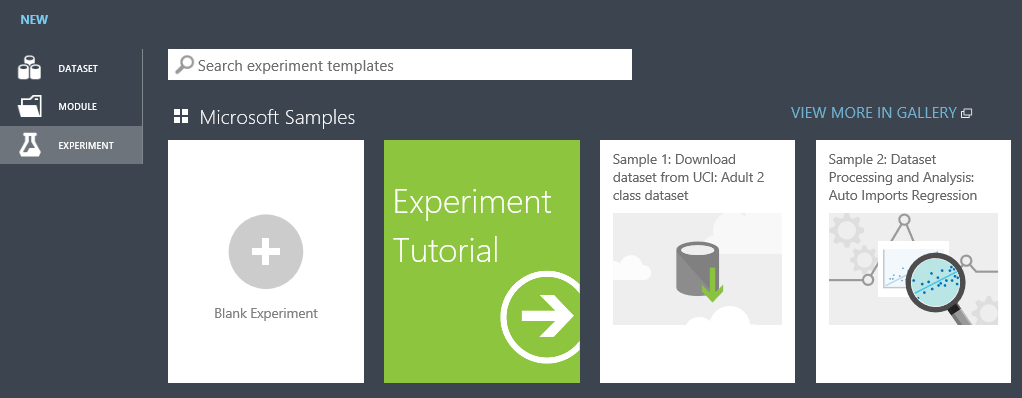 NEW
DATASET
MODULE
EXPERIMENT
Search experiment templates
Microsoft Samples
VIEW MORE IN GALLERY
Blank Experiment
Experiment
Tutorial
Sample 1: Download
dataset from UCI: Adult 2
class dataset
Sample 2: Dataset
Processing and Analysis:
Auto Imports Regression